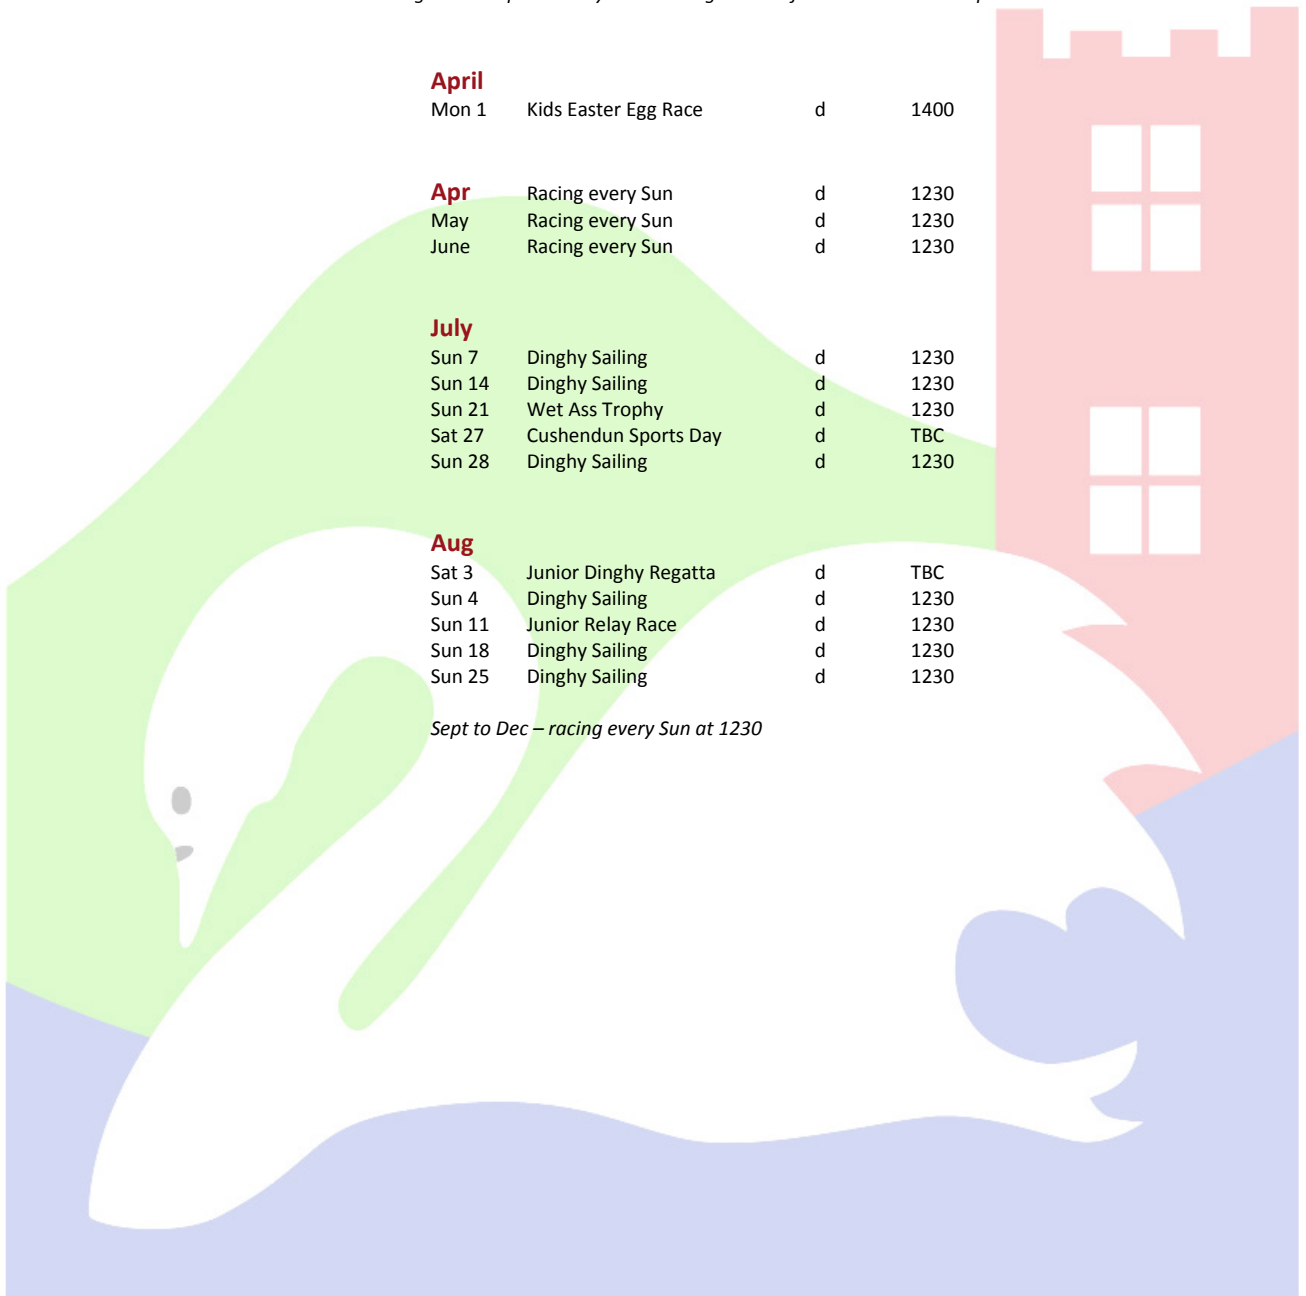 April
Mon 1 Kids Easter Egg Race d 1400
Apr Racing every Sun d 1230
May Racing every Sun d 1230
June Racing every Sun d 1230
July
Sun 7 Dinghy Sailing d 1230
Sun 14 Dinghy Sailing d 1230
Sun 21 Wet Ass Trophy d 1230
Sat 27 Cushendun Sports Day d TBC
Sun 28 Dinghy Sailing d 1230
Aug
Sat 3 Junior Dinghy Regatta d TBC
Sun 4 Dinghy Sailing d 1230
Sun 11 Junior Relay Race d 1230
Sun 18 Dinghy Sailing d 1230
Sun 25 Dinghy Sailing d 1230
Sept to Dec – racing every Sun at 1230